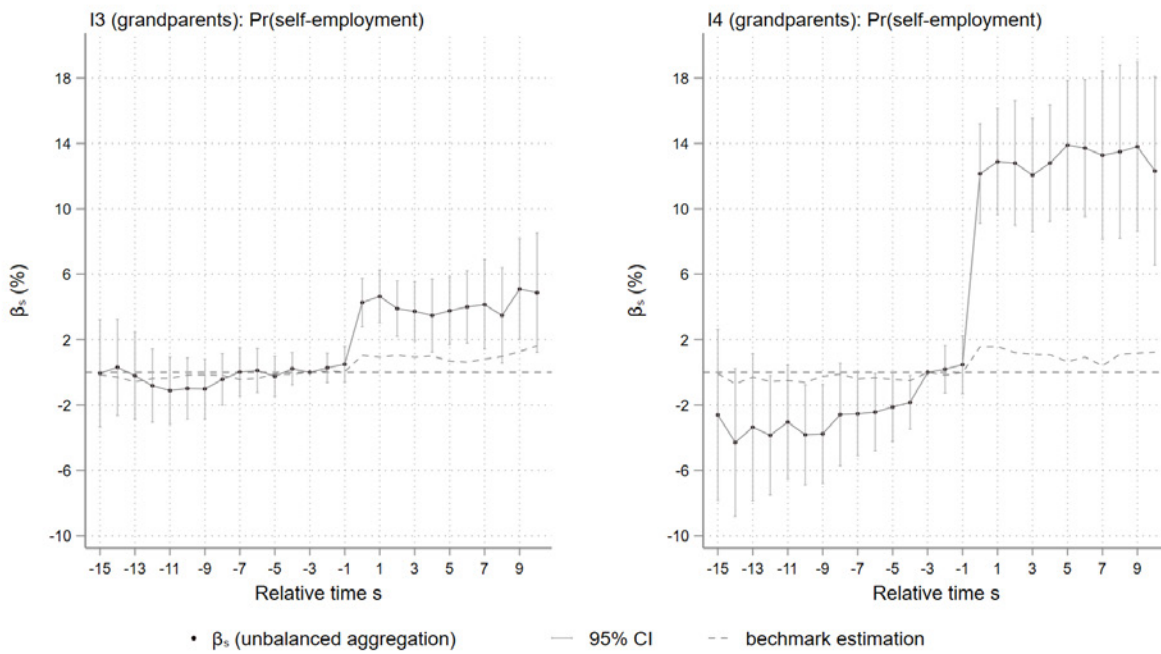 I3 (grandparents): Pr(self-employment)
18
14
10
6
2
-2
-6
-10
βs (%)
-15 -13 -11 -9 -7 -5 -3 -1 1 3 5 7 9
Relative time s
I4 (grandparents): Pr(self-employment)
18
14
10
6
2
-2
-6
-10
βs (%)
-15 -13 -11 -9 -7 -5 -3 -1 1 3 5 7 9
Relative time s
βs (unbalanced aggregation) 95% CI bechmark estimation